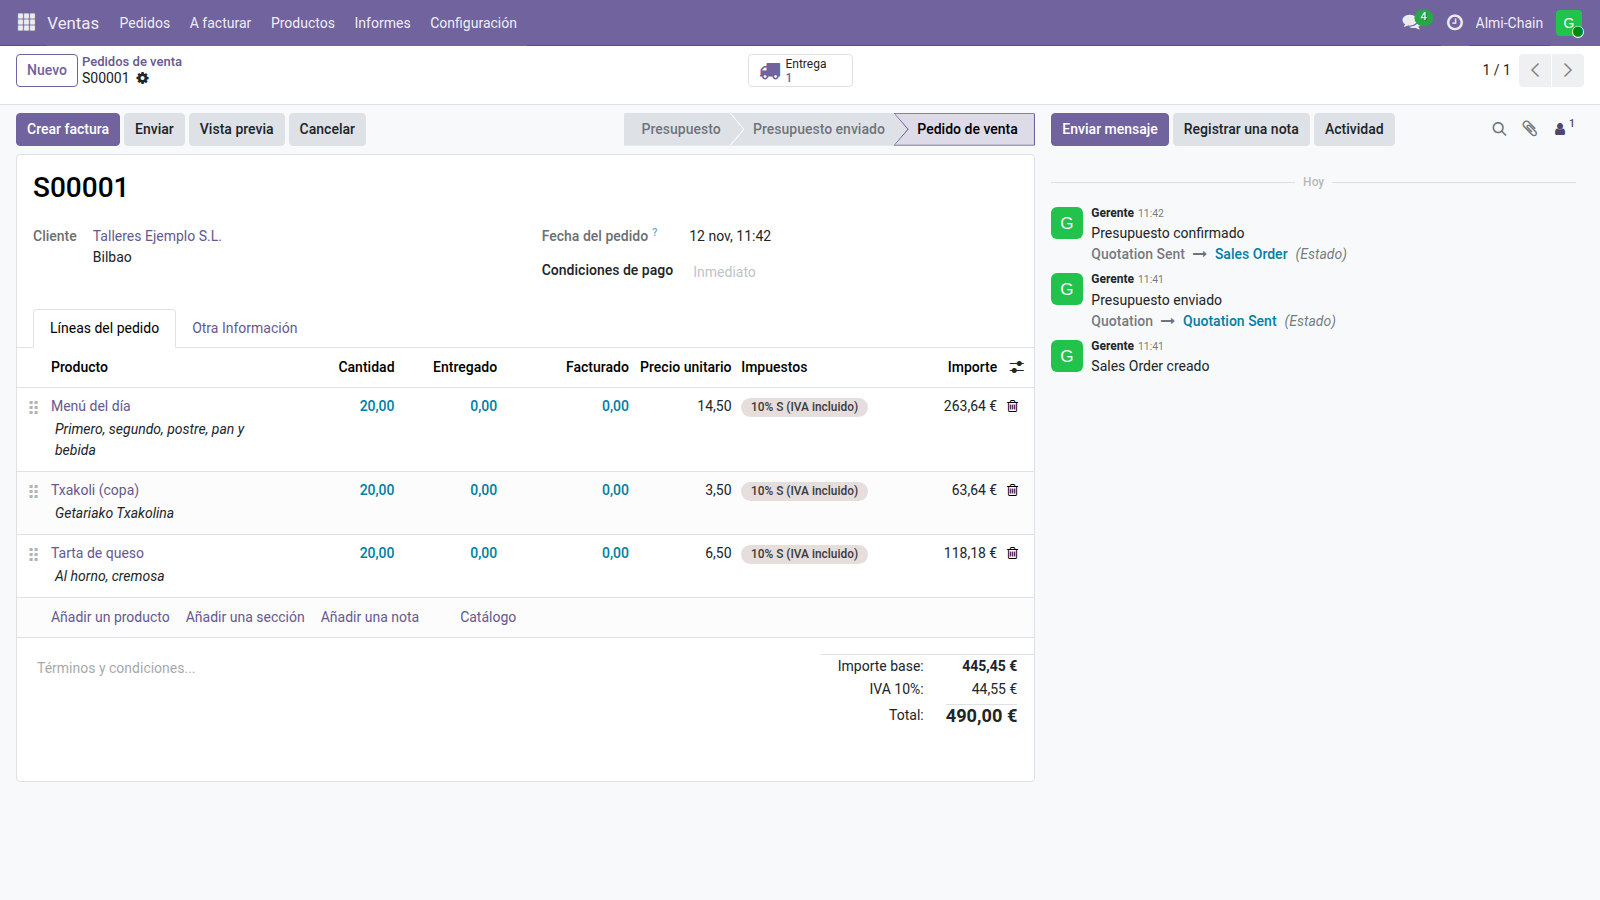 Ventas Pedidos A facturar Productos Informes Configuración 4 Almi-Chain G
Nuevo Pedidos de venta
S00001
Entrega
1
1 / 1
Crear factura Enviar Vista previa Cancelar Presupuesto Presupuesto enviado Pedido de venta
Enviar mensaje Registrar una nota Actividad 1
S00001
Cliente Talleres Ejemplo S.L.
Bilbao
Fecha del pedido ? 12 nov, 11:42
Condiciones de pago Inmediato
Líneas del pedido Otra Información
Producto Cantidad Entregado Facturado Precio unitario Impuestos Importe
Menú del día 20,00 0,00 0,00 14,50 10% S (IVA incluido) 263,64 €
Primero, segundo, postre, pan y
bebida
Txakoli (copa) 20,00 0,00 0,00 3,50 10% S (IVA incluido) 63,64 €
Getariako Txakolina
Tarta de queso 20,00 0,00 0,00 6,50 10% S (IVA incluido) 118,18 €
Al horno, cremosa
Añadir un producto Añadir una sección Añadir una nota Catálogo
Términos y condiciones...
Importe base: 445,45 €
IVA 10%: 44,55 €
Total: 490,00 €
Hoy
G Gerente 11:42
Presupuesto confirmado
Quotation Sent → Sales Order (Estado)
G Gerente 11:41
Presupuesto enviado
Quotation → Quotation Sent (Estado)
G Gerente 11:41
Sales Order creado